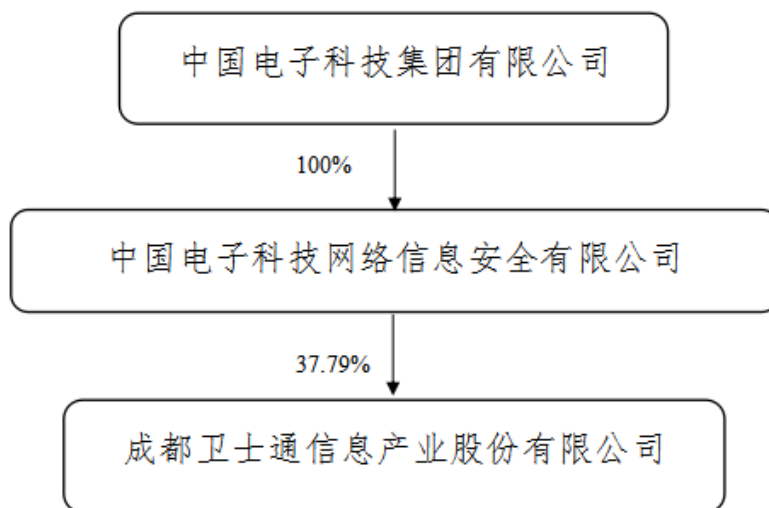 中国电子科技集团有限公司
100%
中国电子科技网络信息安全有限公司
37.79%
成都卫士通信息产业股份有限公司